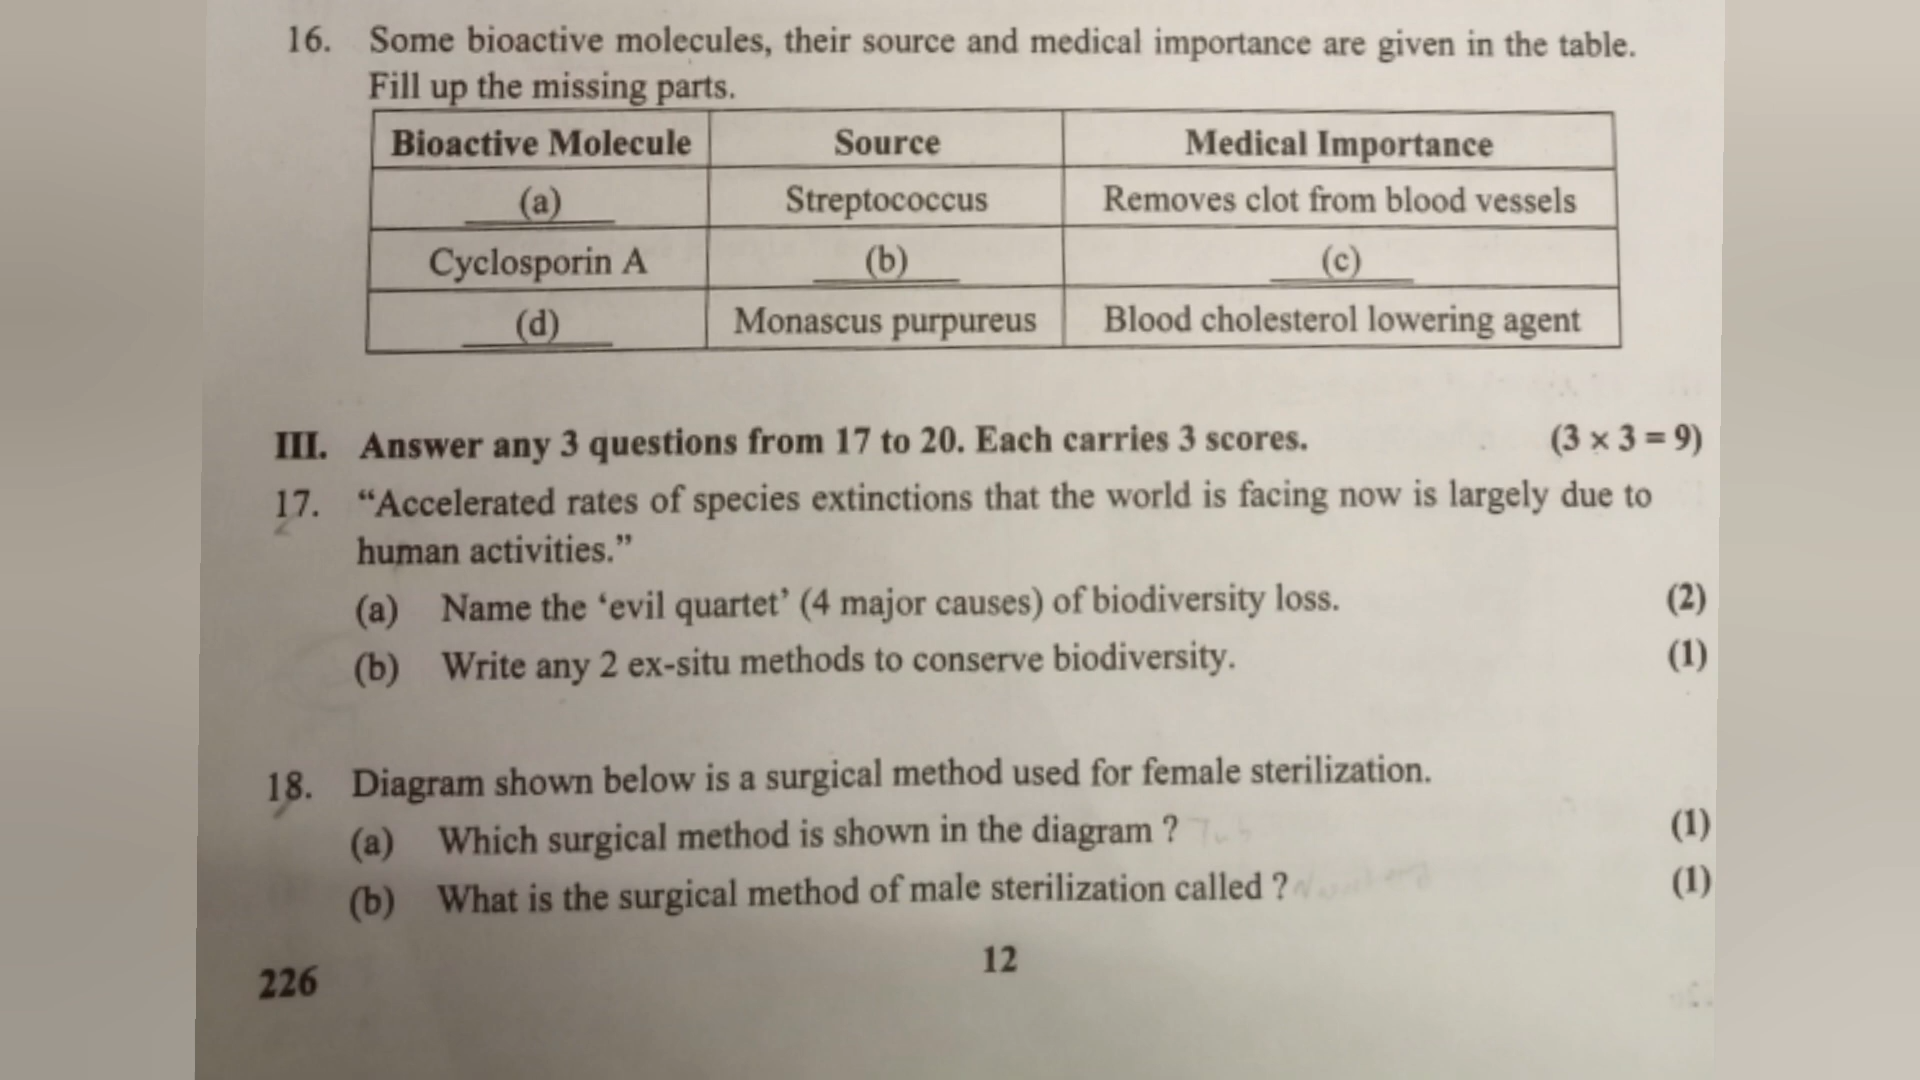 16. Some bioactive molecules, their source and medical importance are given in the table.
Fill up the missing parts.
Bioactive Molecule Source Medical Importance
(a) Streptococcus Removes clot from blood vessels
Cyclosporin A (b) (c)
(d) Monascus purpureus Blood cholesterol lowering agent
III. Answer any 3 questions from 17 to 20. Each carries 3 scores. (3 × 3 = 9)
17. “Accelerated rates of species extinctions that the world is facing now is largely due to
human activities.”
(a) Name the ‘evil quartet’ (4 major causes) of biodiversity loss. (2)
(b) Write any 2 ex-situ methods to conserve biodiversity. (1)
18. Diagram shown below is a surgical method used for female sterilization.
(a) Which surgical method is shown in the diagram ? (1)
(b) What is the surgical method of male sterilization called ? (1)
12
226